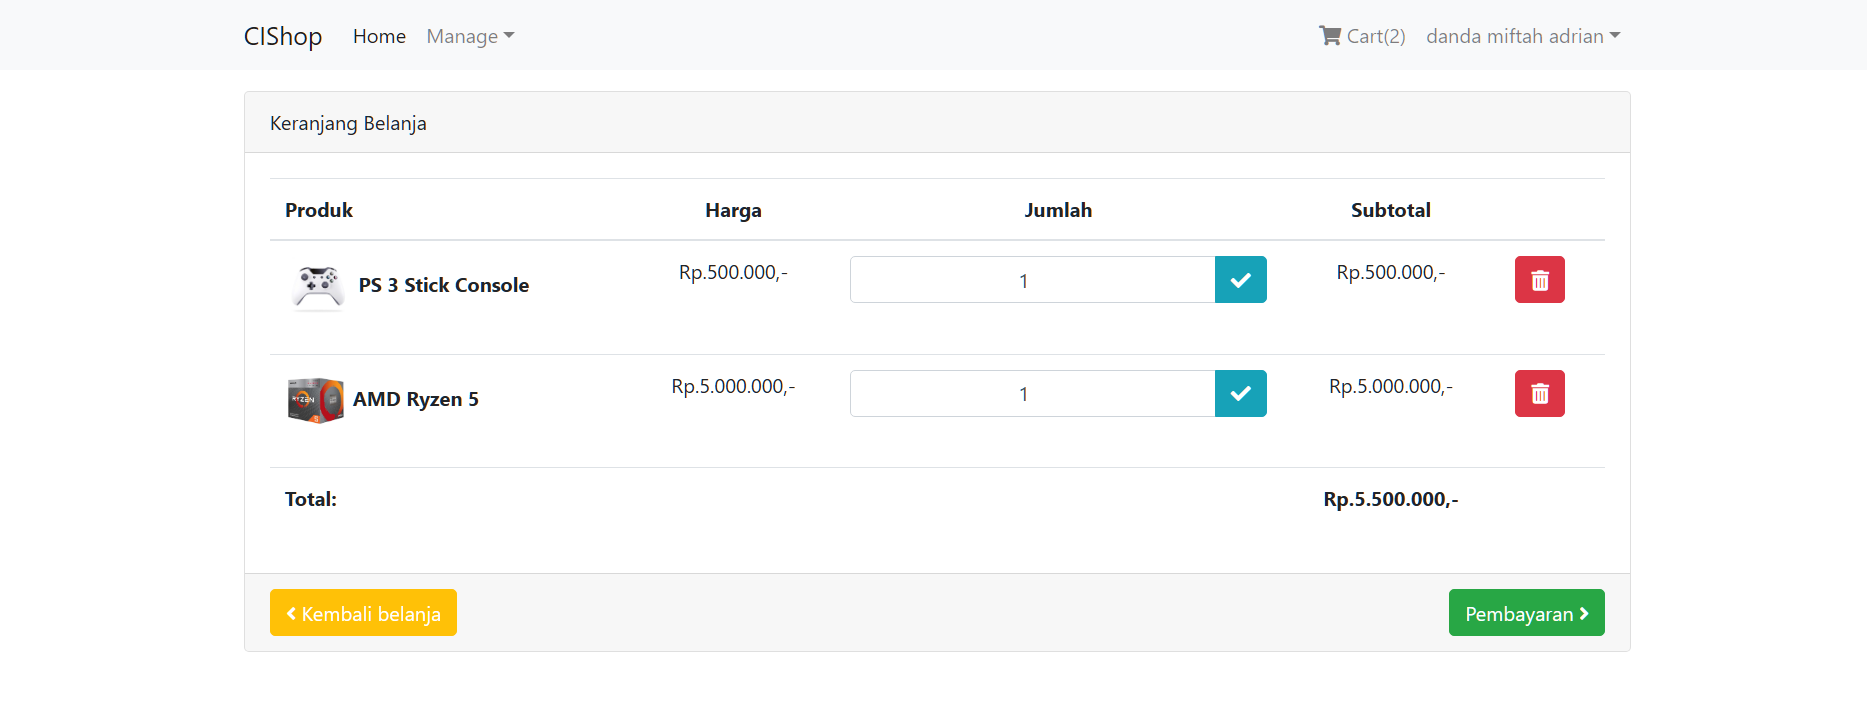 CIShop Home Manage Cart(2) danda miftah adrian
Keranjang Belanja
Produk Harga Jumlah Subtotal
PS 3 Stick Console Rp.500.000,- 1 Rp.500.000,-
RYZEN
AMD Ryzen 5 Rp.5.000.000,- 1 Rp.5.000.000,-
Total: Rp.5.500.000,-
Kembali belanja Pembayaran